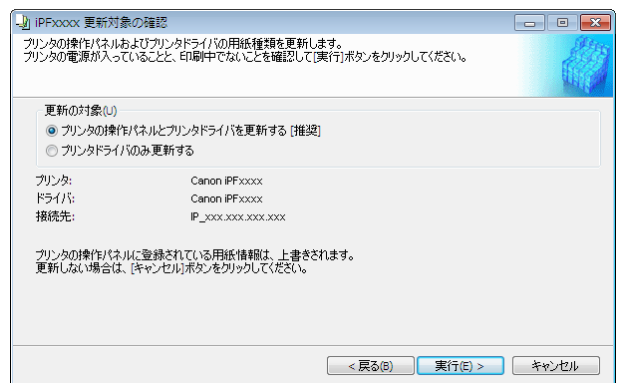 iPFxxxx 更新対象の確認
プリンタの操作パネルおよびプリンタドライバの用紙種類を更新します。
プリンタの電源が入っていることと、印刷中でないことを確認して[実行]ボタンをクリックしてください。
更新の対象(U)
プリンタの操作パネルとプリンタドライバを更新する [推奨]
プリンタドライバのみ更新する
プリンタ: Canon iPFxxxx
ドライバ: Canon iPFxxxx
接続先: IP_xxx.xxx.xxx.xxx
プリンタの操作パネルに登録されている用紙情報は、上書きされます。
更新しない場合は、[キャンセル]ボタンをクリックしてください。
< 戻る(B) 実行(E) > キャンセル